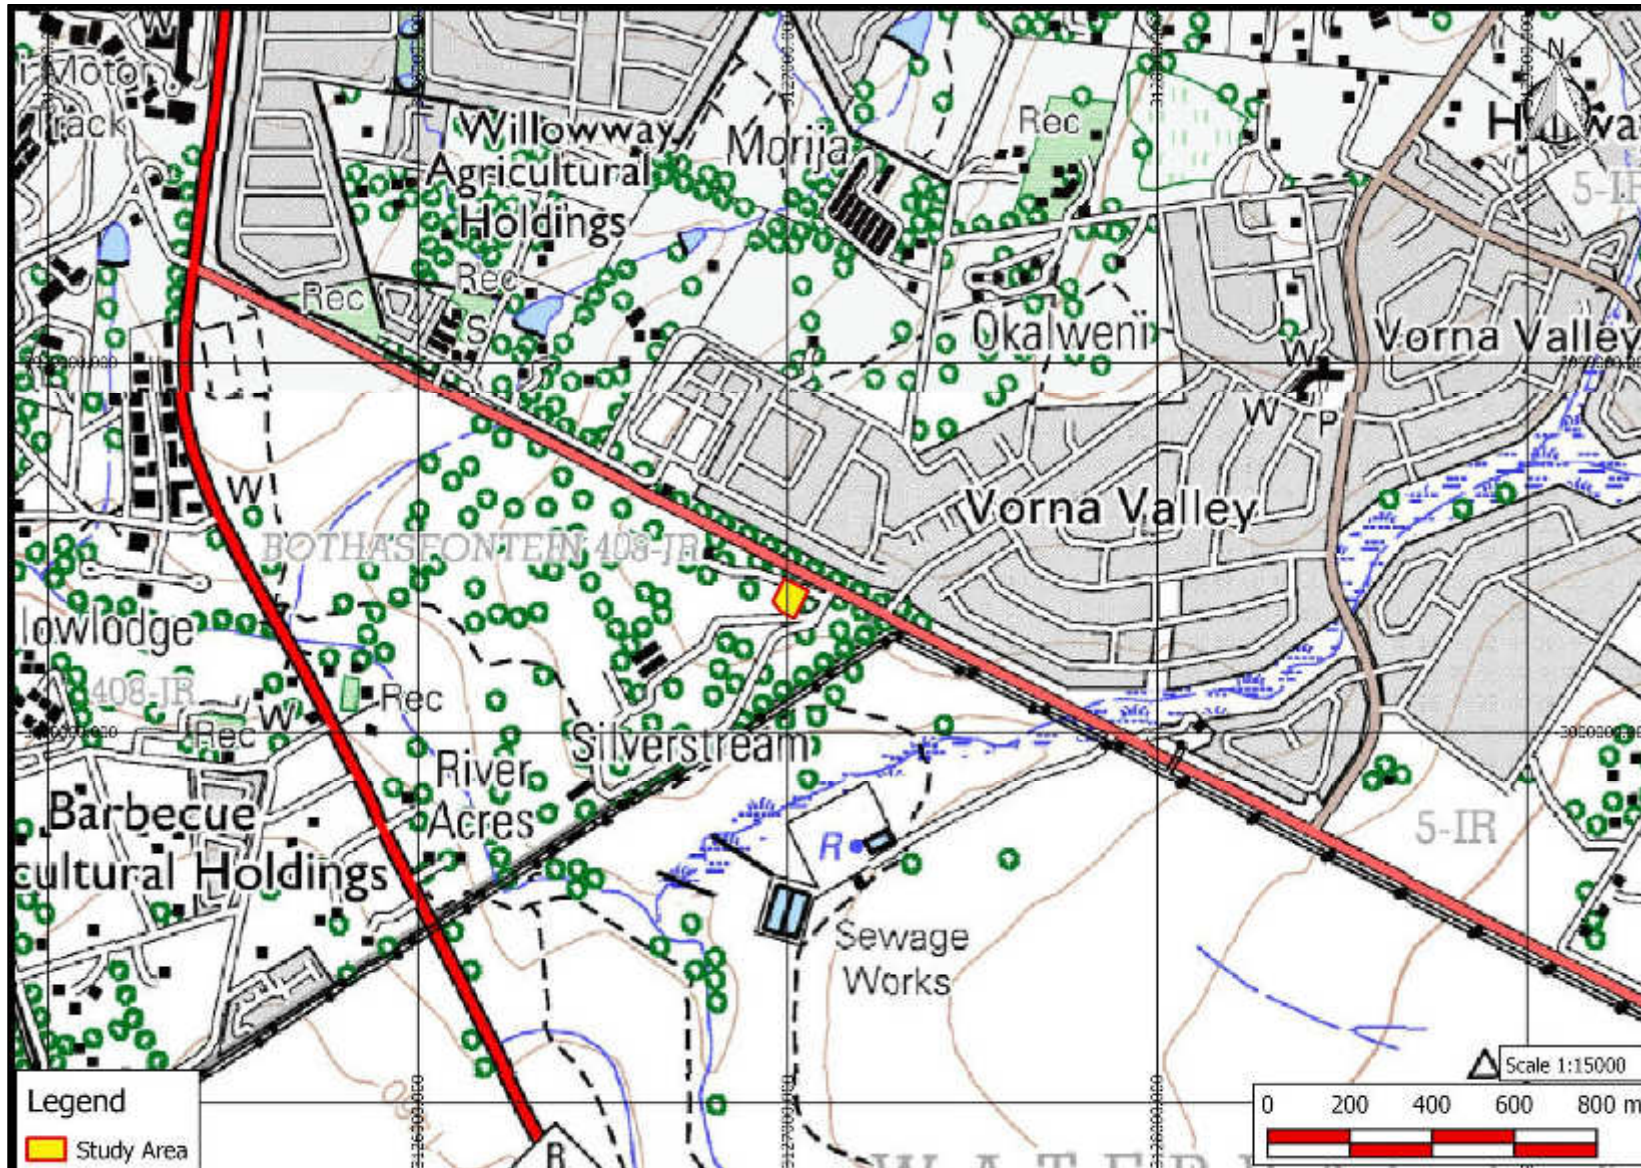 W
N
i Motor
Track
Willowway
Agricultural
Holdings
Morija
Rec
5-IR
Rec
Rec
S
Okalweni
Vorna Valley
W
W
P
W
Vorna Valley
BOTHASFONTEIN 408-JR
lowlodge
408-JR
Rec
W
Rec
Silverstream
River
Acres
Barbecue
cultural Holdings
R
5-IR
Sewage
Works
Scale 1:15000
0 200 400 600 800 m
Legend
Study Area
R